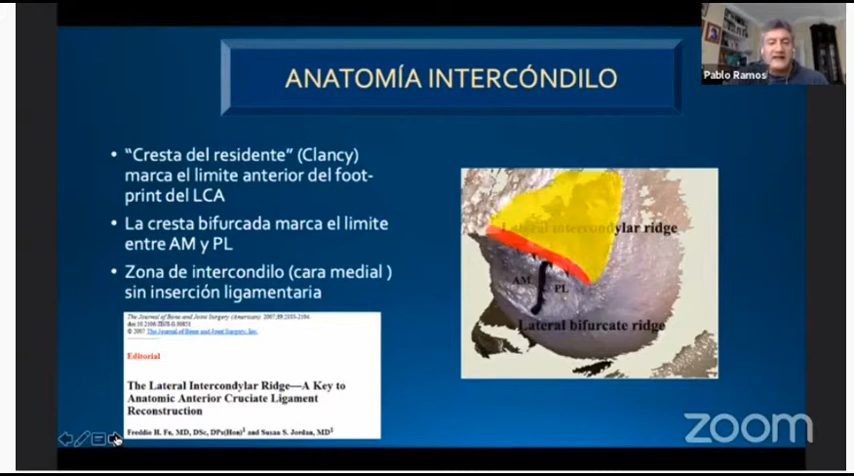 Pablo Ramos
ANATOMÍA INTERCÓNDILO
• “Cresta del residente” (Clancy)
marca el limite anterior del foot-
print del LCA
• La cresta bifurcada marca el limite
entre AM y PL
• Zona de intercondilo (cara medial )
sin inserción ligamentaria
Lateral intercondylar ridge
AM
PL
Lateral bifurcate ridge
The Journal of Bone and Joint Surgery (American). 2007;89:2103-2104.
© 2007 The Journal of Bone and Joint Surgery, Inc.
Editorial
The Lateral Intercondylar Ridge—A Key to
Anatomic Anterior Cruciate Ligament
Reconstruction
Freddie H. Fu, MD, DSc, DPs(Hon)1 and Susan S. Jordan, MD1
zoom